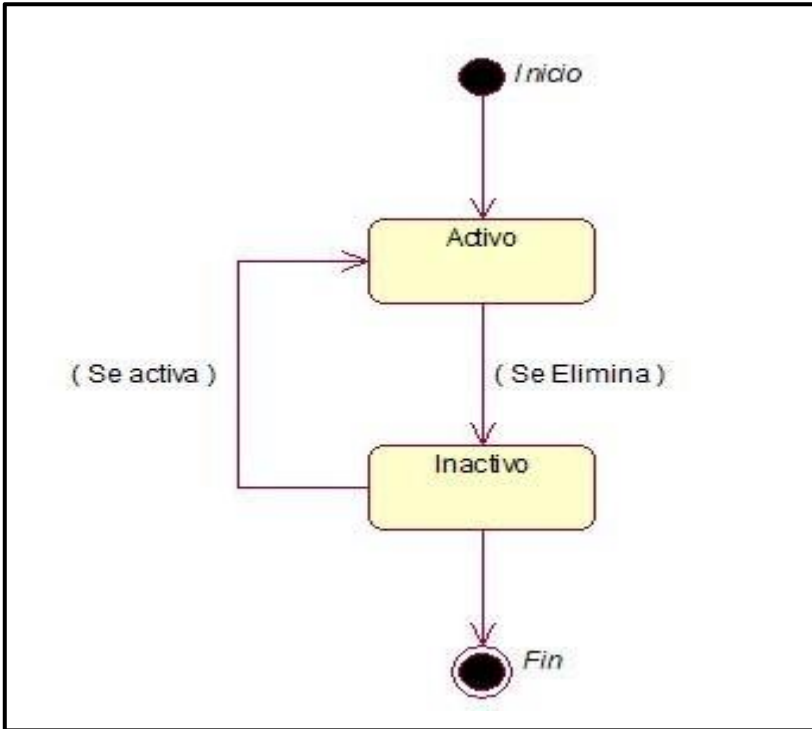 Inicio
Activo
( Se activa )
( Se Elimina )
Inactivo
Fin